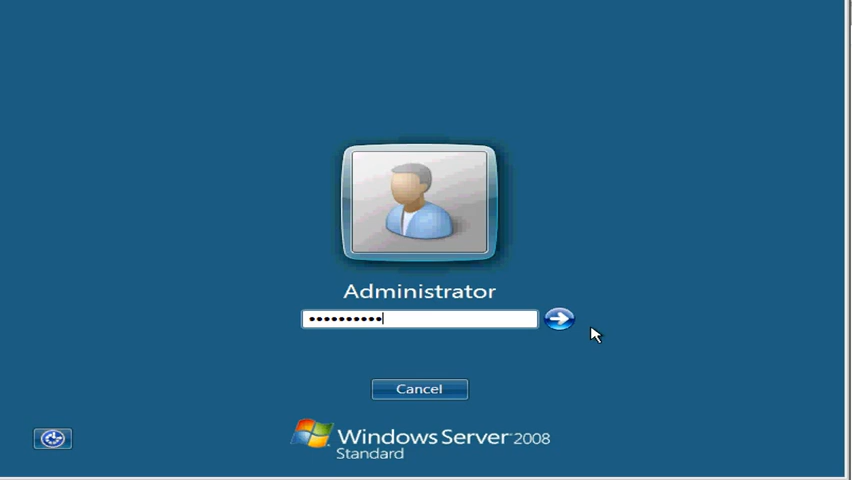 Administrator
••••••••••
Cancel
Windows Server 2008
Standard